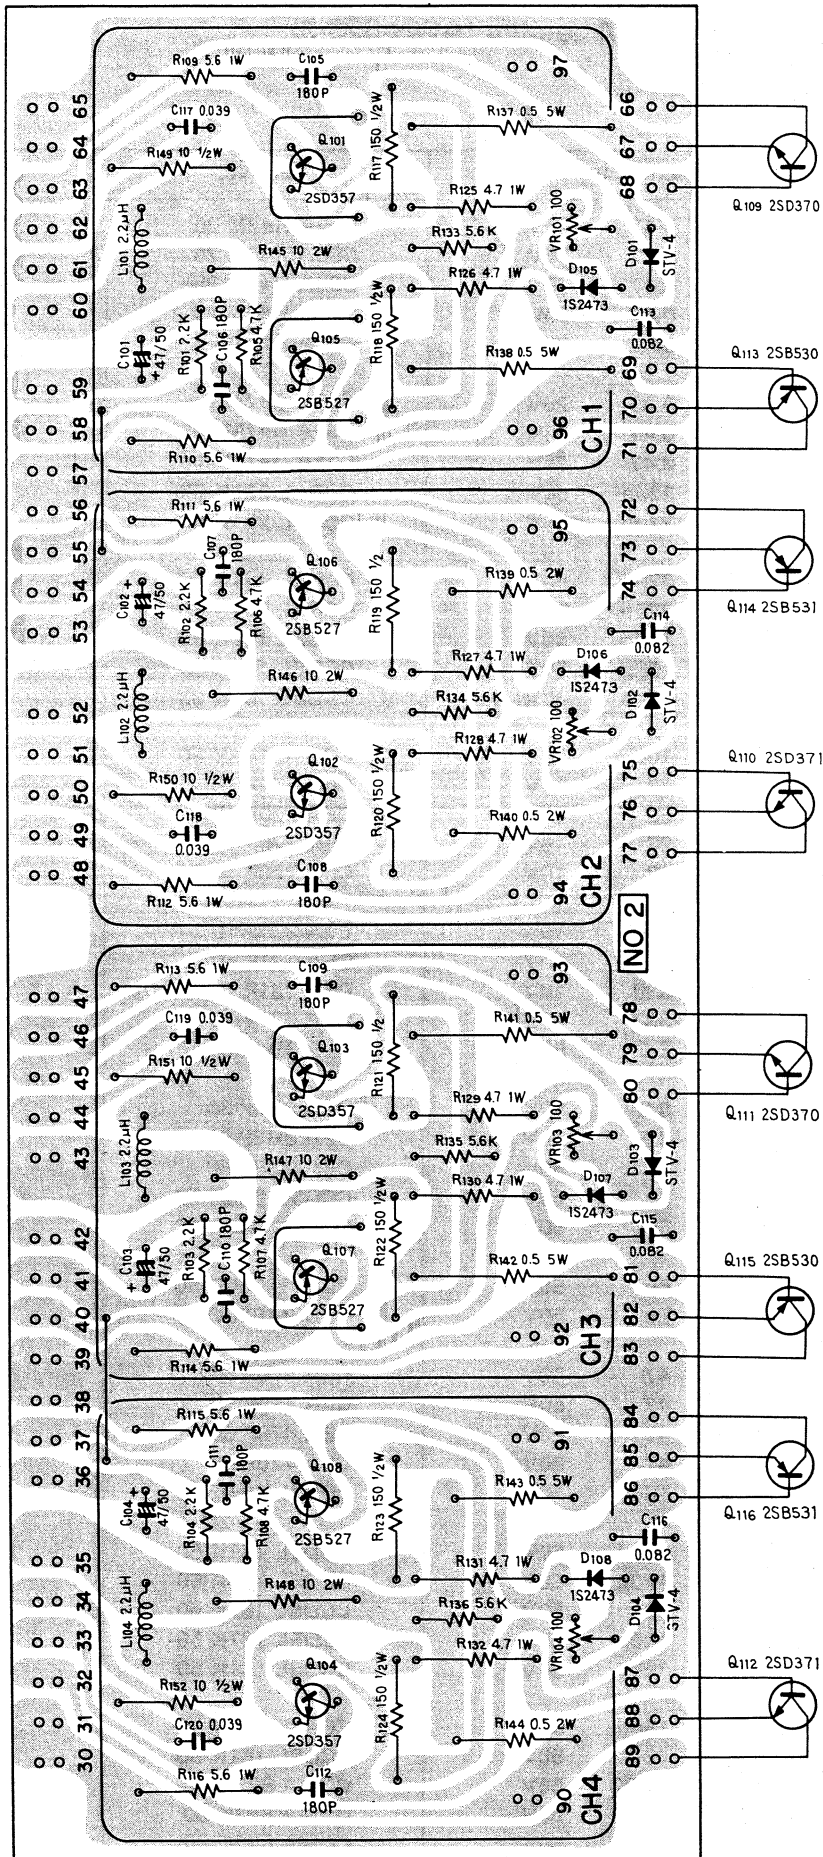 R109 5.6 1W
C105
180P
97
65
66
C117 0.039
R137 0.5 5W
Q101
64
67
R149 10 1/2W
R117 150 1/2W
63
68
2SD357
R125 4.7 1W
VR101 100
Q109 2SD370
62
L101 2.2μH
R133 5.6K
D101
STV-4
R145 10 2W
61
R126 4.7 1W
D105
1S2473
60
C101
+ 47/50
R101 2.2K
C106 180P
R105 4.7K
Q105
R118 150 1/2W
C113
0.082
R138 0.5 5W
69
Q113 2SB530
59
2SB527
70
58
96
CH1
71
R110 5.6 1W
57
56
R111 5.6 1W
95
72
55
C107
180P
Q106
73
54
C102 +
47/50
R102 2.2K
R106 4.7K
R119 150 1/2
R139 0.5 2W
74
Q114 2SB531
53
2SB527
C114
0.082
R127 4.7 1W
D106
1S2473
R146 10 2W
L102 2.2μH
R134 5.6K
D102
STV-4
52
VR102 100
R128 4.7 1W
51
75
Q110 2SD371
R150 10 1/2W
Q102
50
R120 150 1/2W
76
C118
0.039
2SD357
R140 0.5 2W
49
77
48
C108
180P
R112 5.6 1W
94
CH2
NO 2
R113 5.6 1W
C109
180P
93
47
78
C119 0.039
R141 0.5 5W
46
Q103
79
R151 10 1/2W
R121 150 1/2
45
80
2SD357
R129 4.7 1W
VR103 100
Q111 2SD370
44
L103 2.2μH
R135 5.6K
D103
STV-4
43
R147 10 2W
R130 4.7 1W
D107
1S2473
42
C103
+ 47/50
R103 2.2K
C110 180P
R107 4.7K
Q107
R122 150 1/2W
C115
0.082
R142 0.5 5W
81
Q115 2SB530
41
2SB527
82
40
92
CH3
83
39
R114 5.6 1W
38
R115 5.6 1W
91
84
37
C111
180P
Q108
85
36
C104 +
47/50
R104 2.2K
R108 4.7K
R123 150 1/2W
R143 0.5 5W
86
Q116 2SB531
2SB527
C116
0.082
35
R131 4.7 1W
D108
1S2473
R148 10 2W
34
L104 2.2μH
R136 5.6K
D104
STV-4
VR104 100
33
R132 4.7 1W
32
Q104
87
Q112 2SD371
R152 10 1/2W
R124 150 1/2W
31
88
C120 0.039
2SD357
R144 0.5 2W
30
89
R116 5.6 1W
C112
180P
90
CH4